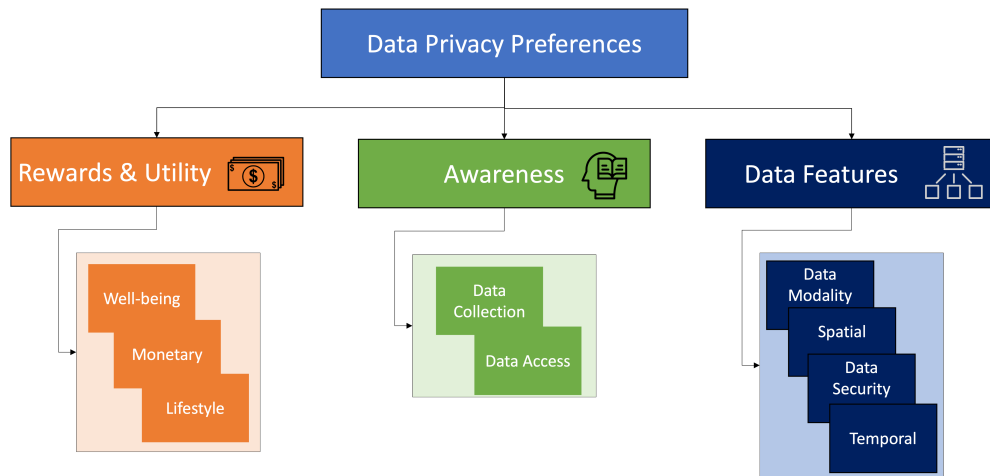 Data Privacy Preferences
Rewards & Utility
$
$
$
Awareness
Data Features
Well-being
Monetary
Lifestyle
Data
Collection
Data Access
Data
Modality
Spatial
Data
Security
Temporal